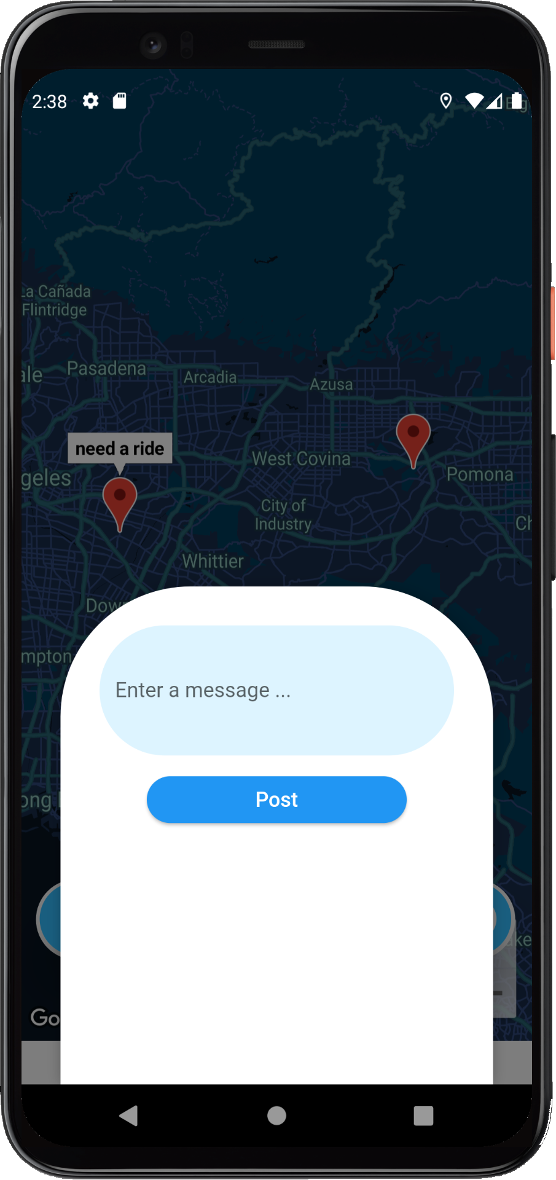 2:38
La Cañada
Flintridge
ale
Pasadena
Arcadia
Azusa
need a ride
West Covina
geles
Pomona
City of
Industry
Ch
Whittier
Dow
mpton
Enter a message ...
ong
Post
ke
Go